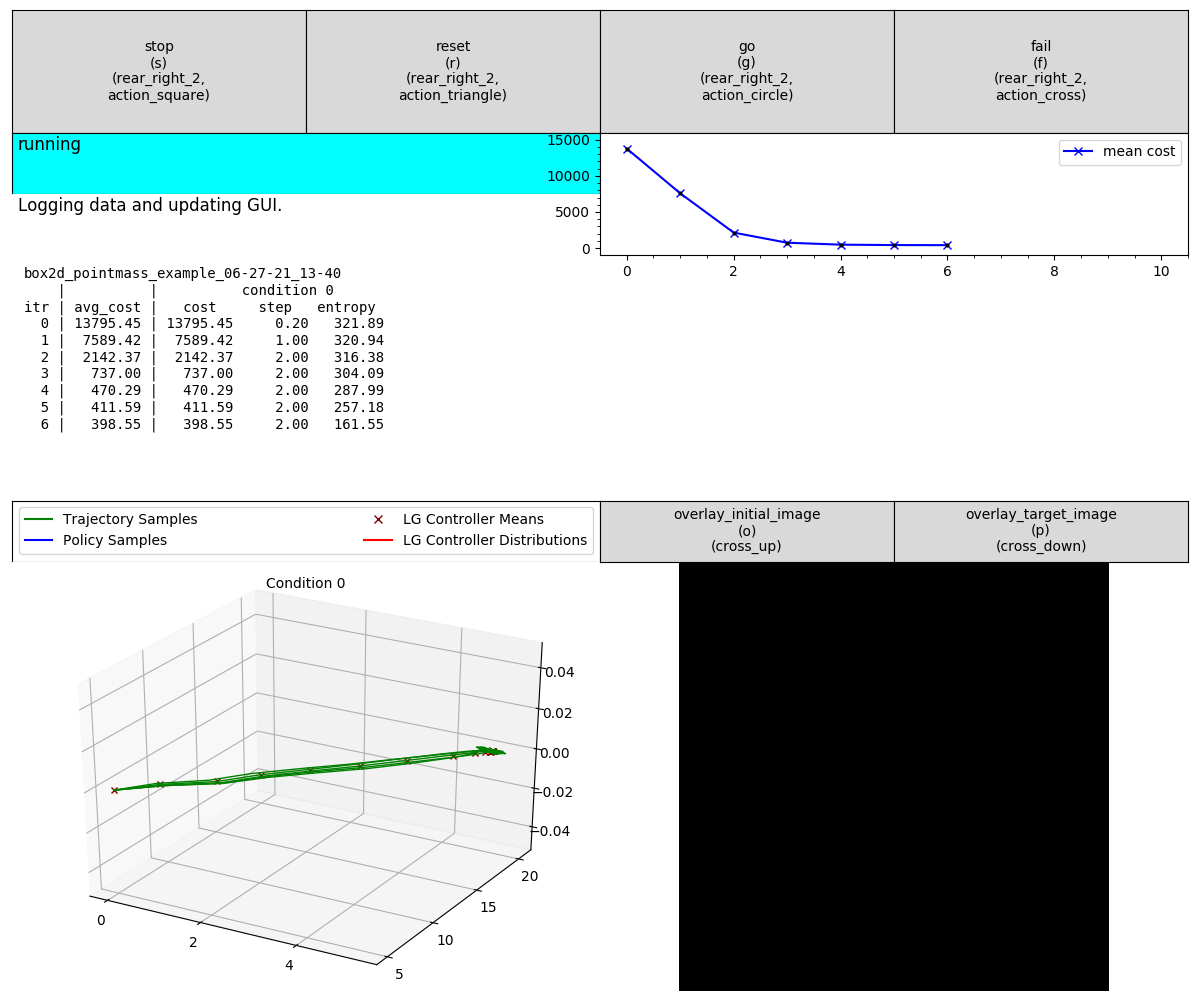 stop
(s)
(rear_right_2,
action_square)
reset
(r)
(rear_right_2,
action_triangle)
go
(g)
(rear_right_2,
action_circle)
fail
(f)
(rear_right_2,
action_cross)
running
Logging data and updating GUI.
15000
10000
5000
0
0 2 4 6 8 10
mean cost
box2d_pointmass_example_06-27-21_13-40
| | condition 0
itr | avg_cost | cost step entropy
0 | 13795.45 | 13795.45 0.20 321.89
1 | 7589.42 | 7589.42 1.00 320.94
2 | 2142.37 | 2142.37 2.00 316.38
3 | 737.00 | 737.00 2.00 304.09
4 | 470.29 | 470.29 2.00 287.99
5 | 411.59 | 411.59 2.00 257.18
6 | 398.55 | 398.55 2.00 161.55
Trajectory Samples
Policy Samples
LG Controller Means
LG Controller Distributions
overlay_initial_image
(o)
(cross_up)
overlay_target_image
(p)
(cross_down)
Condition 0
0.04
0.02
0.00
−0.02
−0.04
0
2
4
5
10
15
20